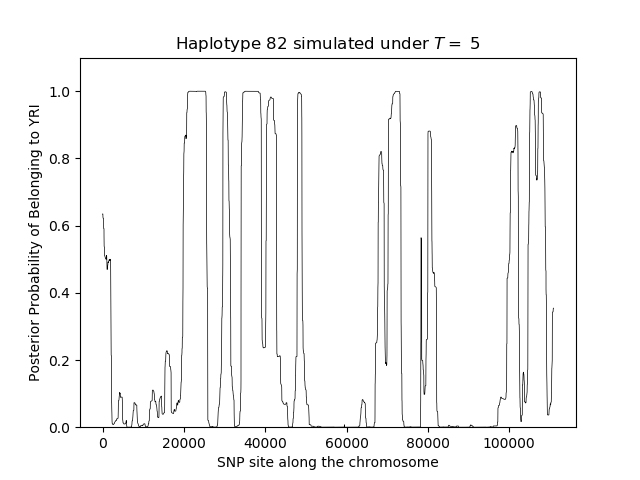 Haplotype 82 simulated under T = 5
Posterior Probability of Belonging to YRI
1.0
0.8
0.6
0.4
0.2
0.0
0 20000 40000 60000 80000 100000
SNP site along the chromosome